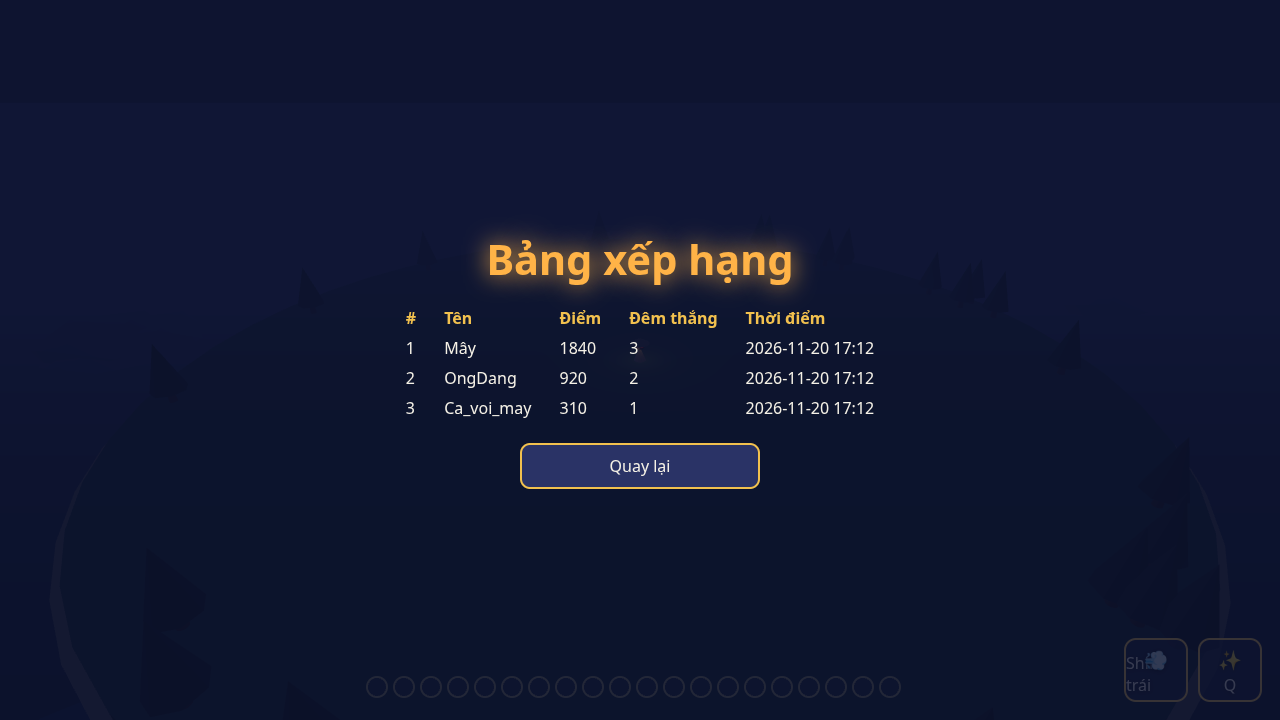 Bảng xếp hạng
# Tên Điểm Đêm thắng Thời điểm
1 Mây 1840 3 2026-11-20 17:12
2 OngDang 920 2 2026-11-20 17:12
3 Ca_voi_may 310 1 2026-11-20 17:12
Quay lại
trái
Q